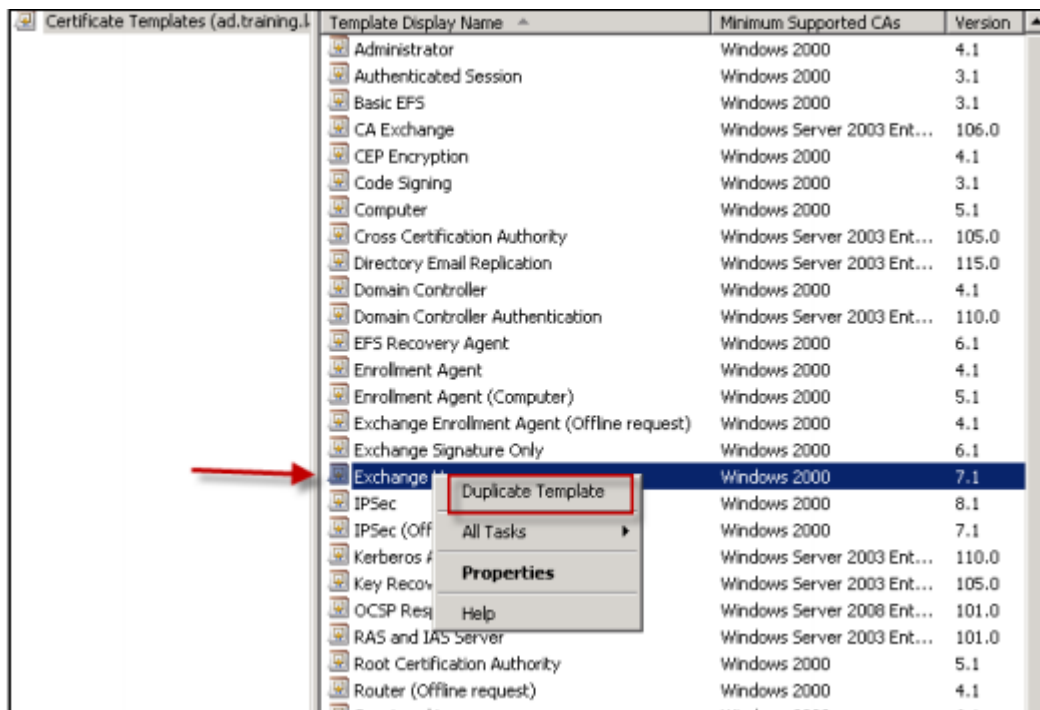 Certificate Templates (ad.training.l
Template Display Name Minimum Supported CAs Version
Administrator Windows 2000 4.1
Authenticated Session Windows 2000 3.1
Basic EFS Windows 2000 3.1
CA Exchange Windows Server 2003 Ent... 106.0
CEP Encryption Windows 2000 4.1
Code Signing Windows 2000 3.1
Computer Windows 2000 5.1
Cross Certification Authority Windows Server 2003 Ent... 105.0
Directory Email Replication Windows Server 2003 Ent... 115.0
Domain Controller Windows 2000 4.1
Domain Controller Authentication Windows Server 2003 Ent... 110.0
EFS Recovery Agent Windows 2000 6.1
Enrollment Agent Windows 2000 4.1
Enrollment Agent (Computer) Windows 2000 5.1
Exchange Enrollment Agent (Offline request) Windows 2000 4.1
Exchange Signature Only Windows 2000 6.1
Exchange Windows 2000 7.1
Duplicate Template
IPSec Windows 2000 8.1
IPSec (Off Windows 2000 7.1
All Tasks
Kerberos Windows Server 2003 Ent... 110.0
Properties
Key Recov Windows Server 2003 Ent... 105.0
OCSP Res Windows Server 2008 Ent... 101.0
Help
RAS and IAS Server Windows Server 2003 Ent... 101.0
Root Certification Authority Windows 2000 5.1
Router (Offline request) Windows 2000 4.1